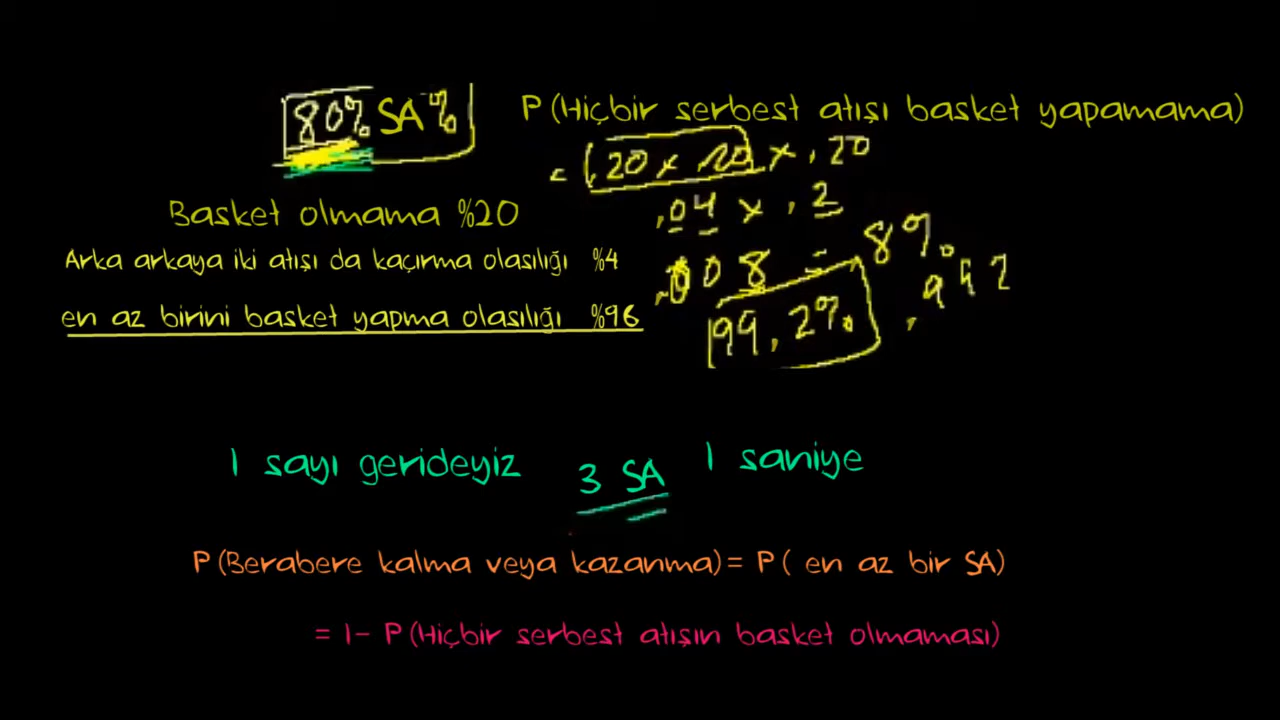 80% SA%
P(Hiçbir serbest atışı basket yapamama)
= (.20 x .20 x .20
Basket olmama %20
.04 x .2
Arka arkaya iki atışı da kaçırma olasılığı %4
.008 = .8%
en az birini basket yapma olasılığı %96
99,2% .992
1 sayı gerideyiz 3 SA 1 saniye
P(Berabere kalma veya kazanma)= P( en az bir SA)
= 1- P(Hiçbir serbest atışın basket olmaması)